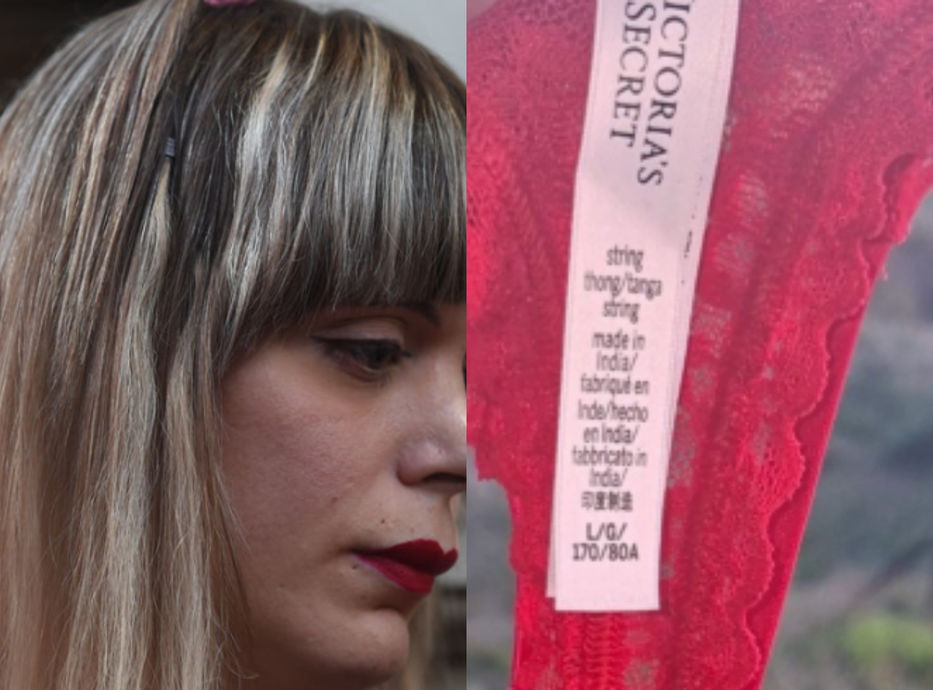 ICTORIA'S
SECRET
string
thong/tanga
string
made in
India/
fabriqué en
Inde/hecho
en India/
fabbricato in
India/
印度制造
L/G/
170/80A